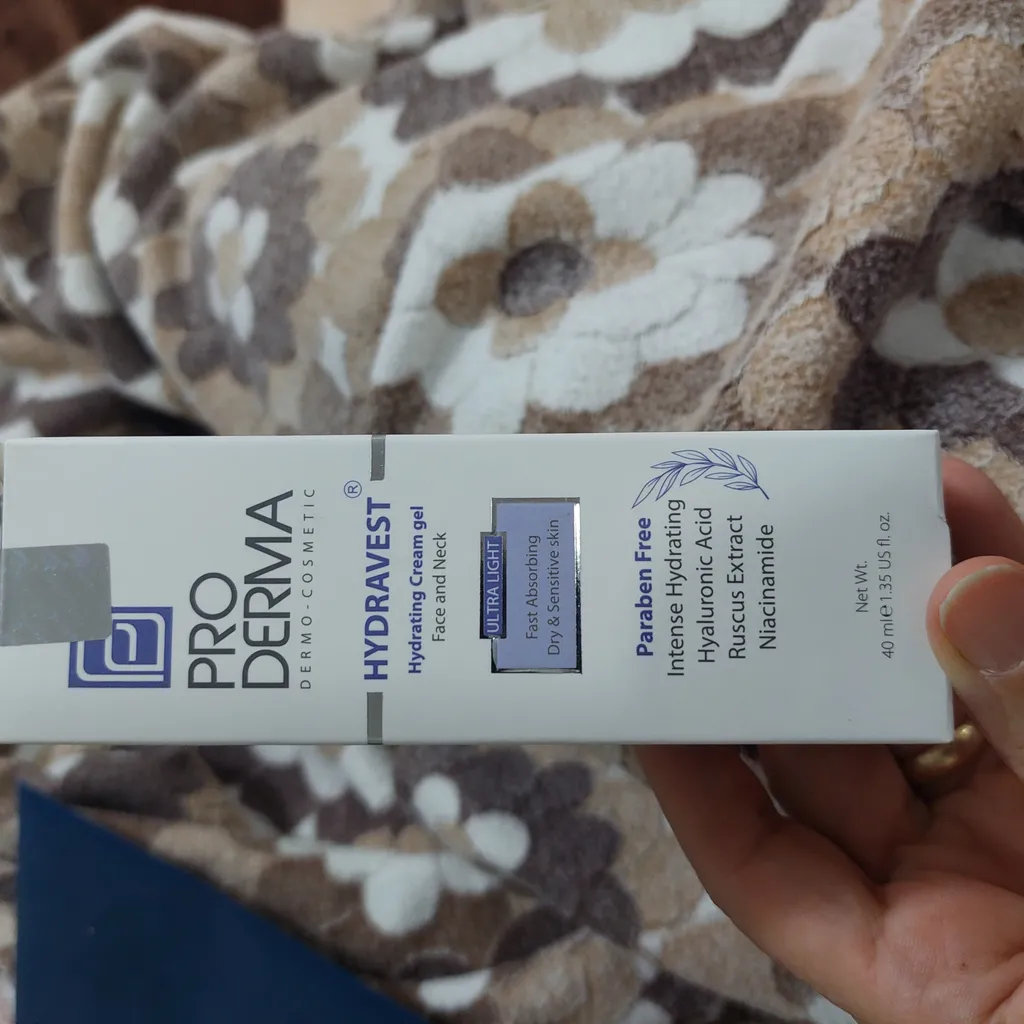 PRO
DERMA
DERMO-COSMETIC
HYDRAVEST®
Hydrating Cream gel
Face and Neck
ULTRA LIGHT
Fast Absorbing
Dry & Sensitive skin
Paraben Free
Intense Hydrating
Hyaluronic Acid
Ruscus Extract
Niacinamide
Net Wt.
40 ml℮ 1.35 US fl. oz.